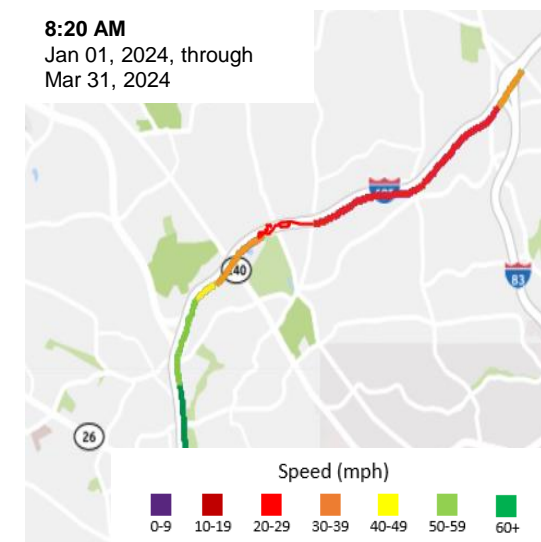 8:20 AM
Jan 01, 2024, through
Mar 31, 2024
140
83
26
Speed (mph)
0-9 10-19 20-29 30-39 40-49 50-59 60+